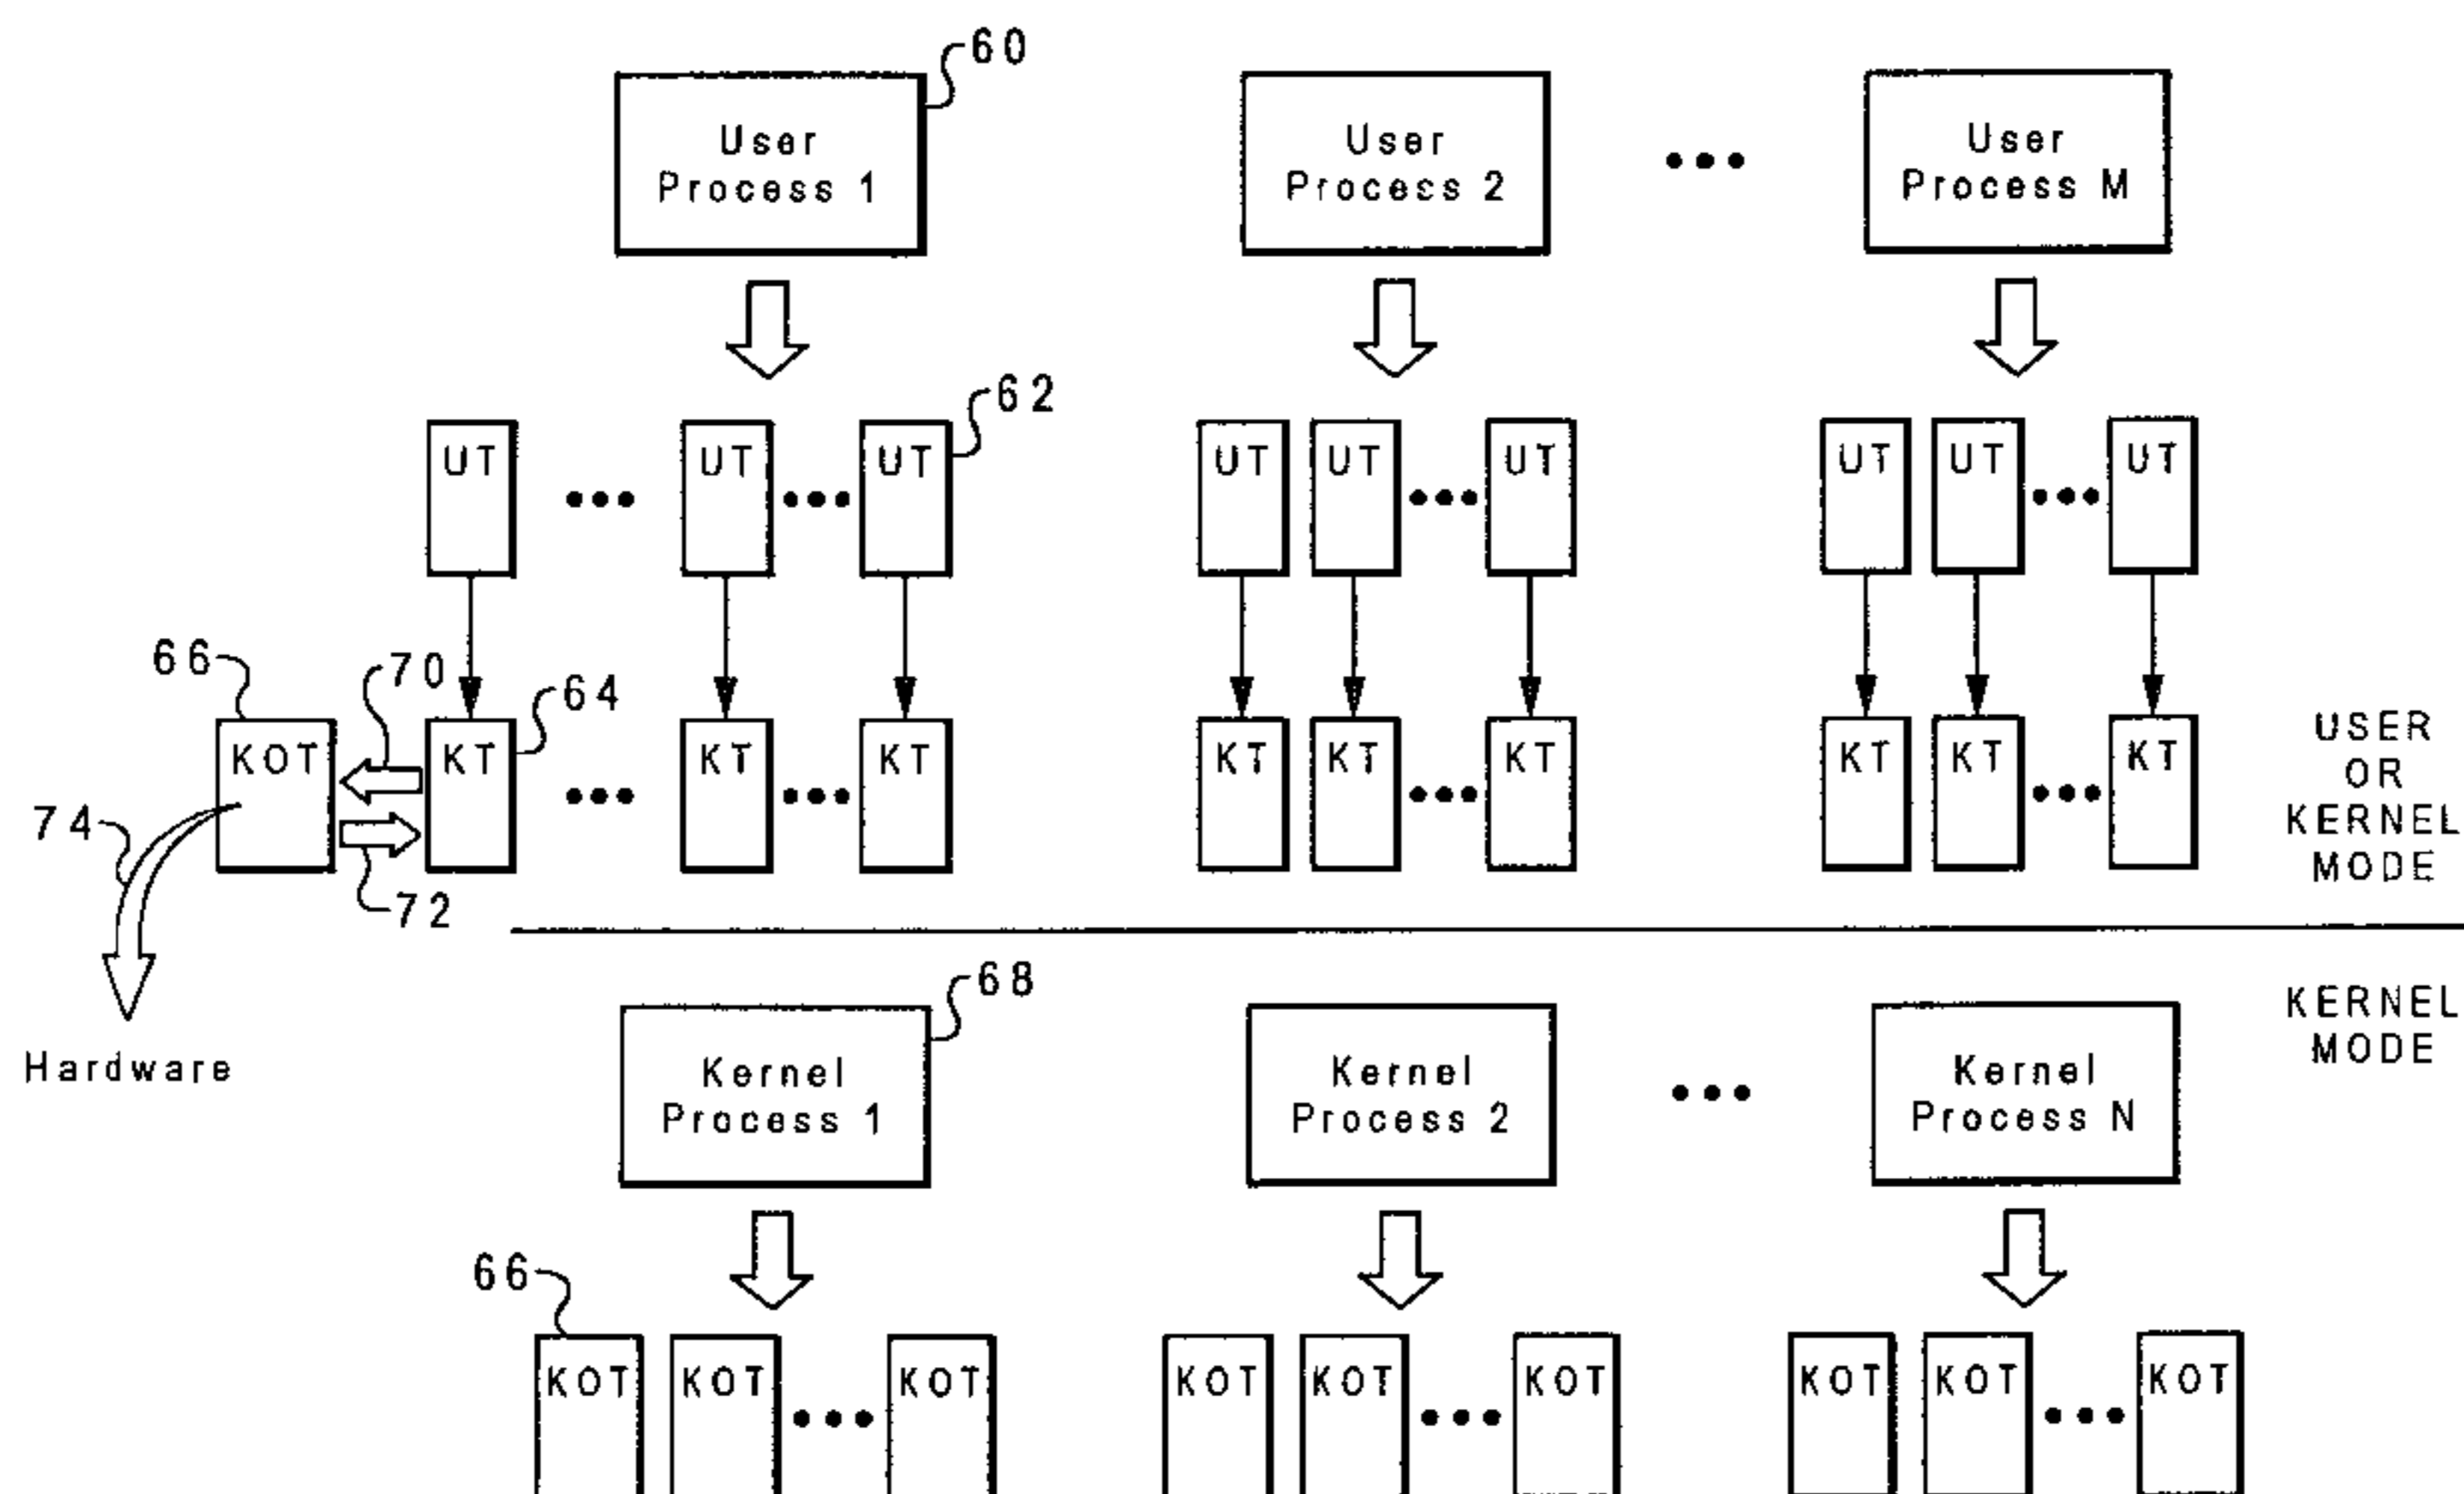 60
User
Process 1
User
Process 2
User
Process M
62
UT
UT
UT
UT
UT
UT
UT
UT
UT
66
70
64
KOT
KT
KT
KT
KT
KT
KT
KT
KT
KT
74
72
USER
OR
KERNEL
MODE
68
KERNEL
MODE
Hardware
Kernel
Process 1
Kernel
Process 2
Kernel
Process N
66
KOT
KOT
KOT
KOT
KOT
KOT
KOT
KOT
KOT